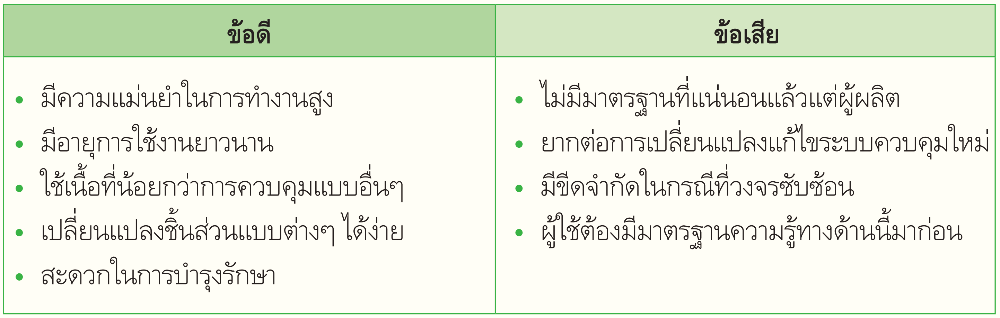 ข้อดี
ข้อเสีย
• มีความแม่นยำในการทำงานสูง
• มีอายุการใช้งานยาวนาน
• ใช้เนื้อที่น้อยกว่าการควบคุมแบบอื่นๆ
• เปลี่ยนแปลงชิ้นส่วนแบบต่างๆ ได้ง่าย
• สะดวกในการบำรุงรักษา
• ไม่มีมาตรฐานที่แน่นอนแล้วแต่ผู้ผลิต
• ยากต่อการเปลี่ยนแปลงแก้ไขระบบควบคุมใหม่
• มีขีดจำกัดในกรณีที่วงจรซับซ้อน
• ผู้ใช้ต้องมีมาตรฐานความรู้ทางด้านนี้มาก่อน